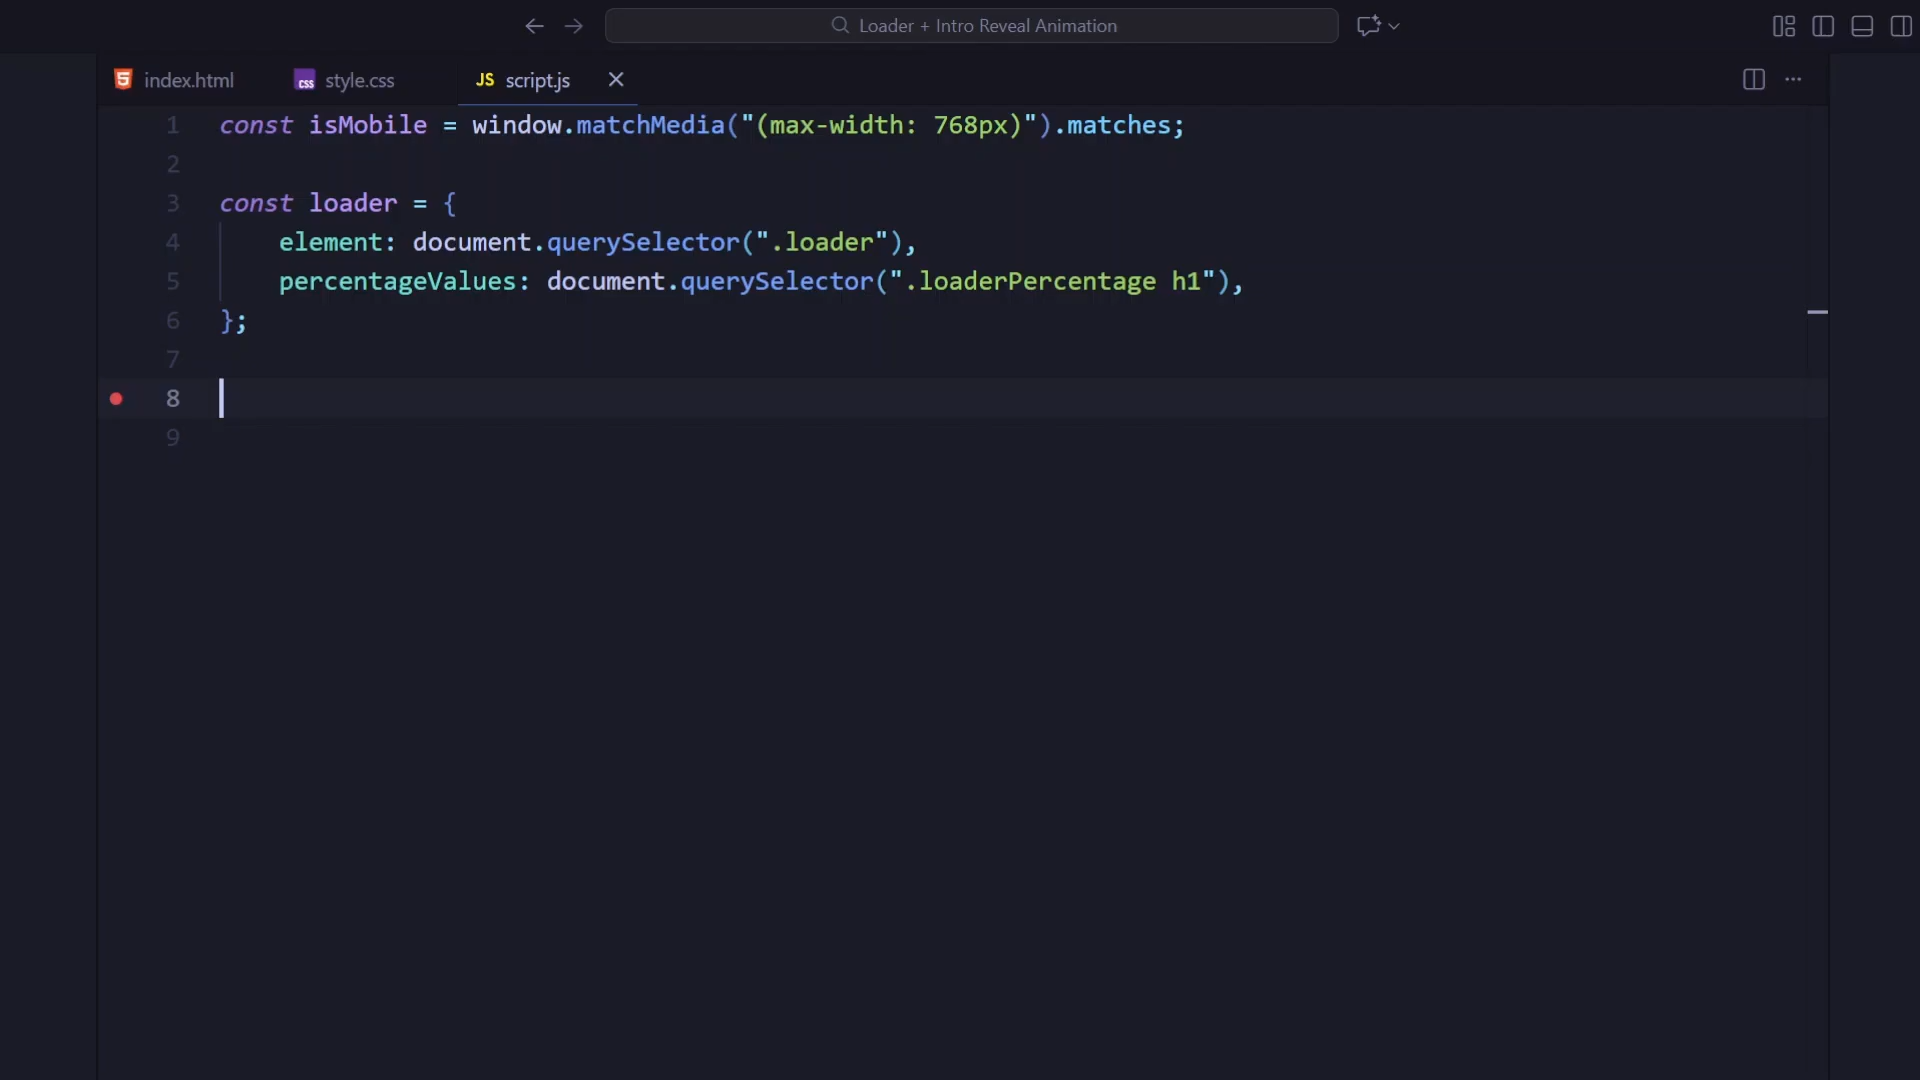 Loader + Intro Reveal Animation
index.html
css style.css
JS script.js
1 const isMobile = window.matchMedia("(max-width: 768px)").matches;
2
3 const loader = {
4 element: document.querySelector(".loader"),
5 percentageValues: document.querySelector(".loaderPercentage h1"),
6 };
7
8
9